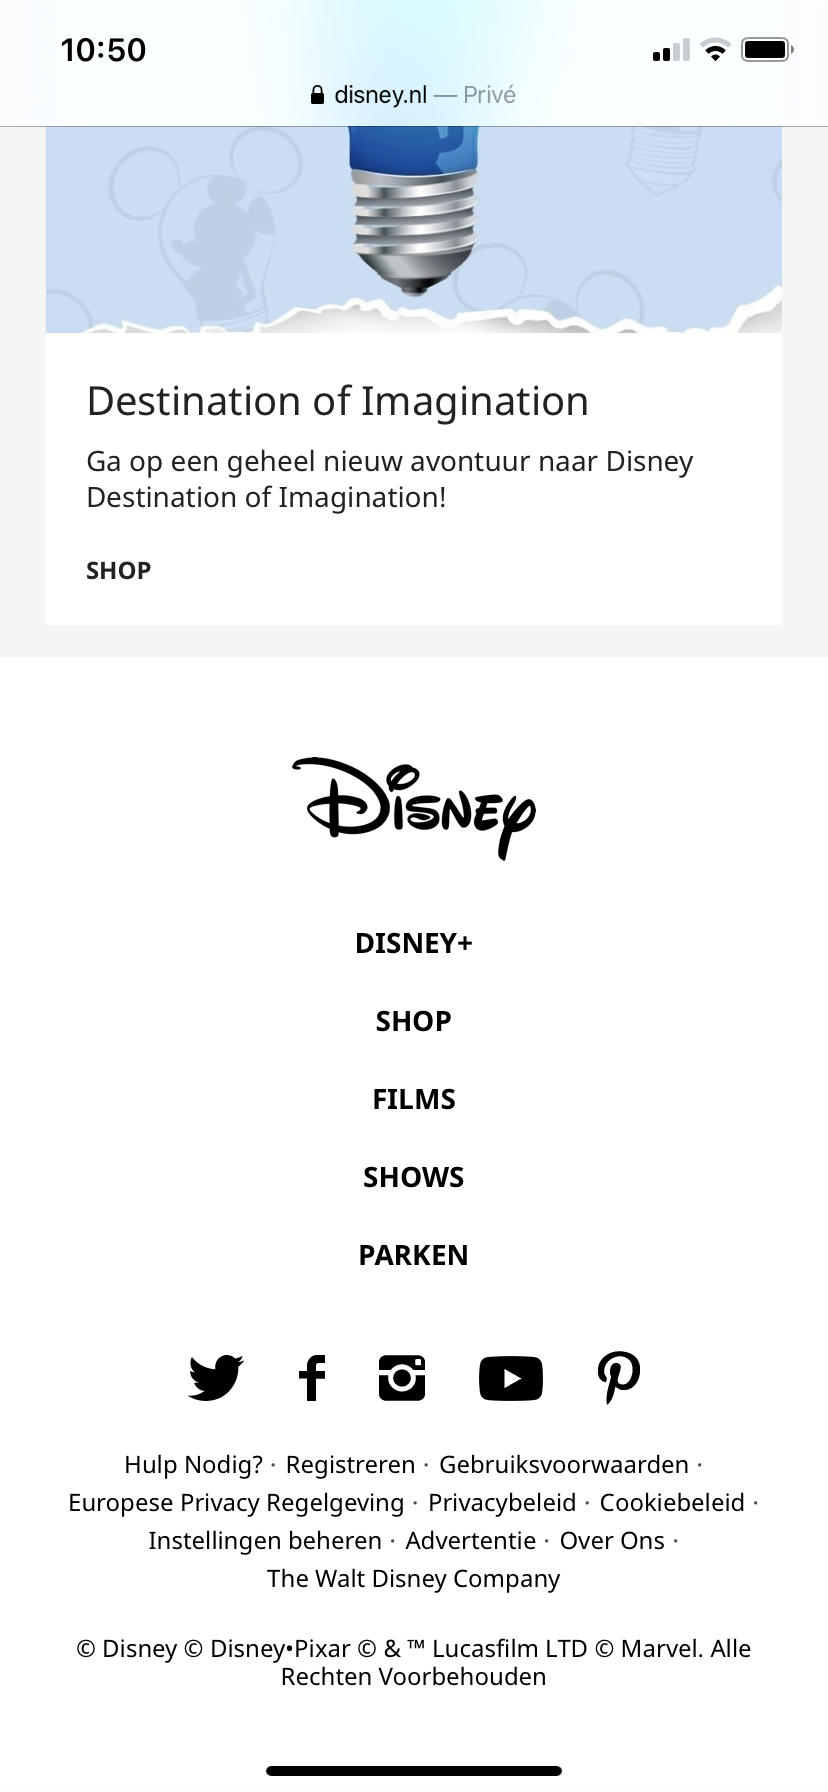 10:50
disney.nl — Privé
Destination of Imagination
Ga op een geheel nieuw avontuur naar Disney
Destination of Imagination!
SHOP
Disney
DISNEY+
SHOP
FILMS
SHOWS
PARKEN
Hulp Nodig? · Registreren · Gebruiksvoorwaarden ·
Europese Privacy Regelgeving · Privacybeleid · Cookiebeleid ·
Instellingen beheren · Advertentie · Over Ons ·
The Walt Disney Company
© Disney © Disney•Pixar © & ™ Lucasfilm LTD © Marvel. Alle
Rechten Voorbehouden